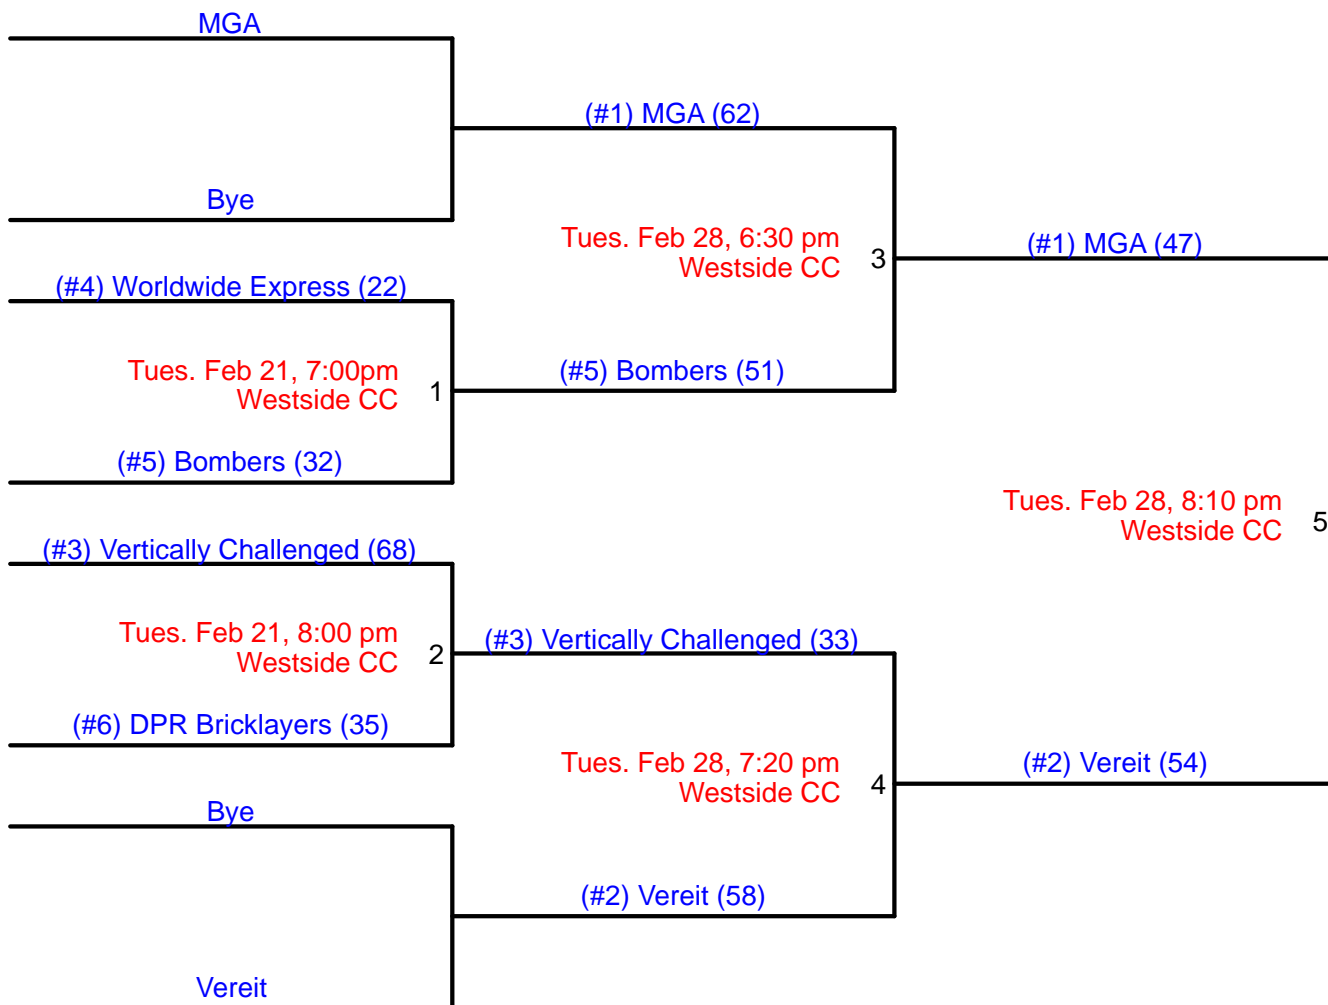 MGA
(#1) MGA (62)
Bye
Tues. Feb 28, 6:30 pm
Westside CC
3
(#1) MGA (47)
(#4) Worldwide Express (22)
Tues. Feb 21, 7:00pm
Westside CC
1
(#5) Bombers (51)
(#5) Bombers (32)
Tues. Feb 28, 8:10 pm
Westside CC
5
(#3) Vertically Challenged (68)
Tues. Feb 21, 8:00 pm
Westside CC
2
(#3) Vertically Challenged (33)
(#6) DPR Bricklayers (35)
Tues. Feb 28, 7:20 pm
Westside CC
4
(#2) Vereit (54)
Bye
(#2) Vereit (58)
Vereit